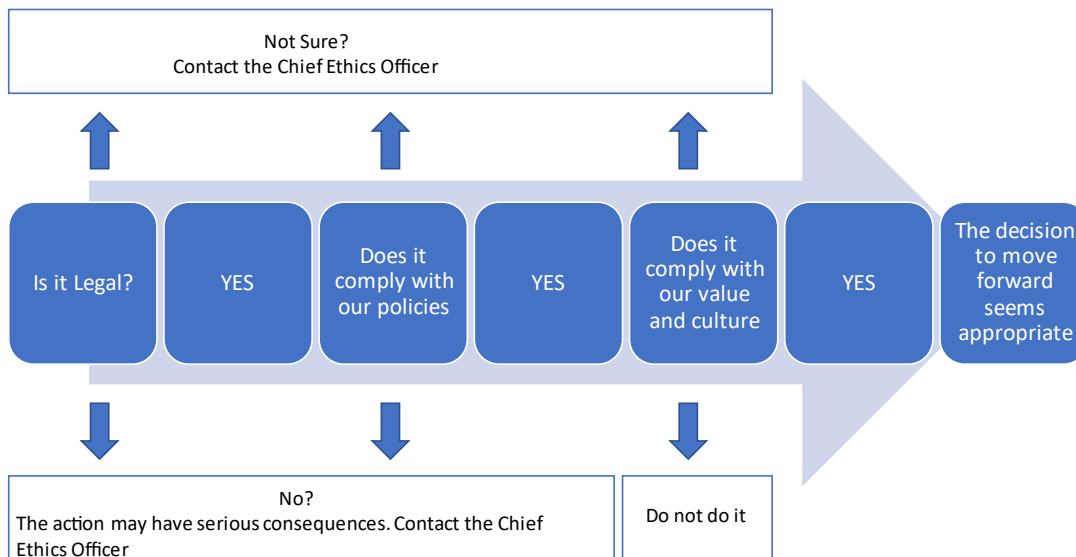 Not Sure?
Contact the Chief Ethics Officer
Is it Legal?
YES
Does it
comply with
our policies
YES
Does it
comply with
our value
and culture
YES
The decision
to move
forward
seems
appropriate
No?
The action may have serious consequences. Contact the Chief
Ethics Officer
Do not do it